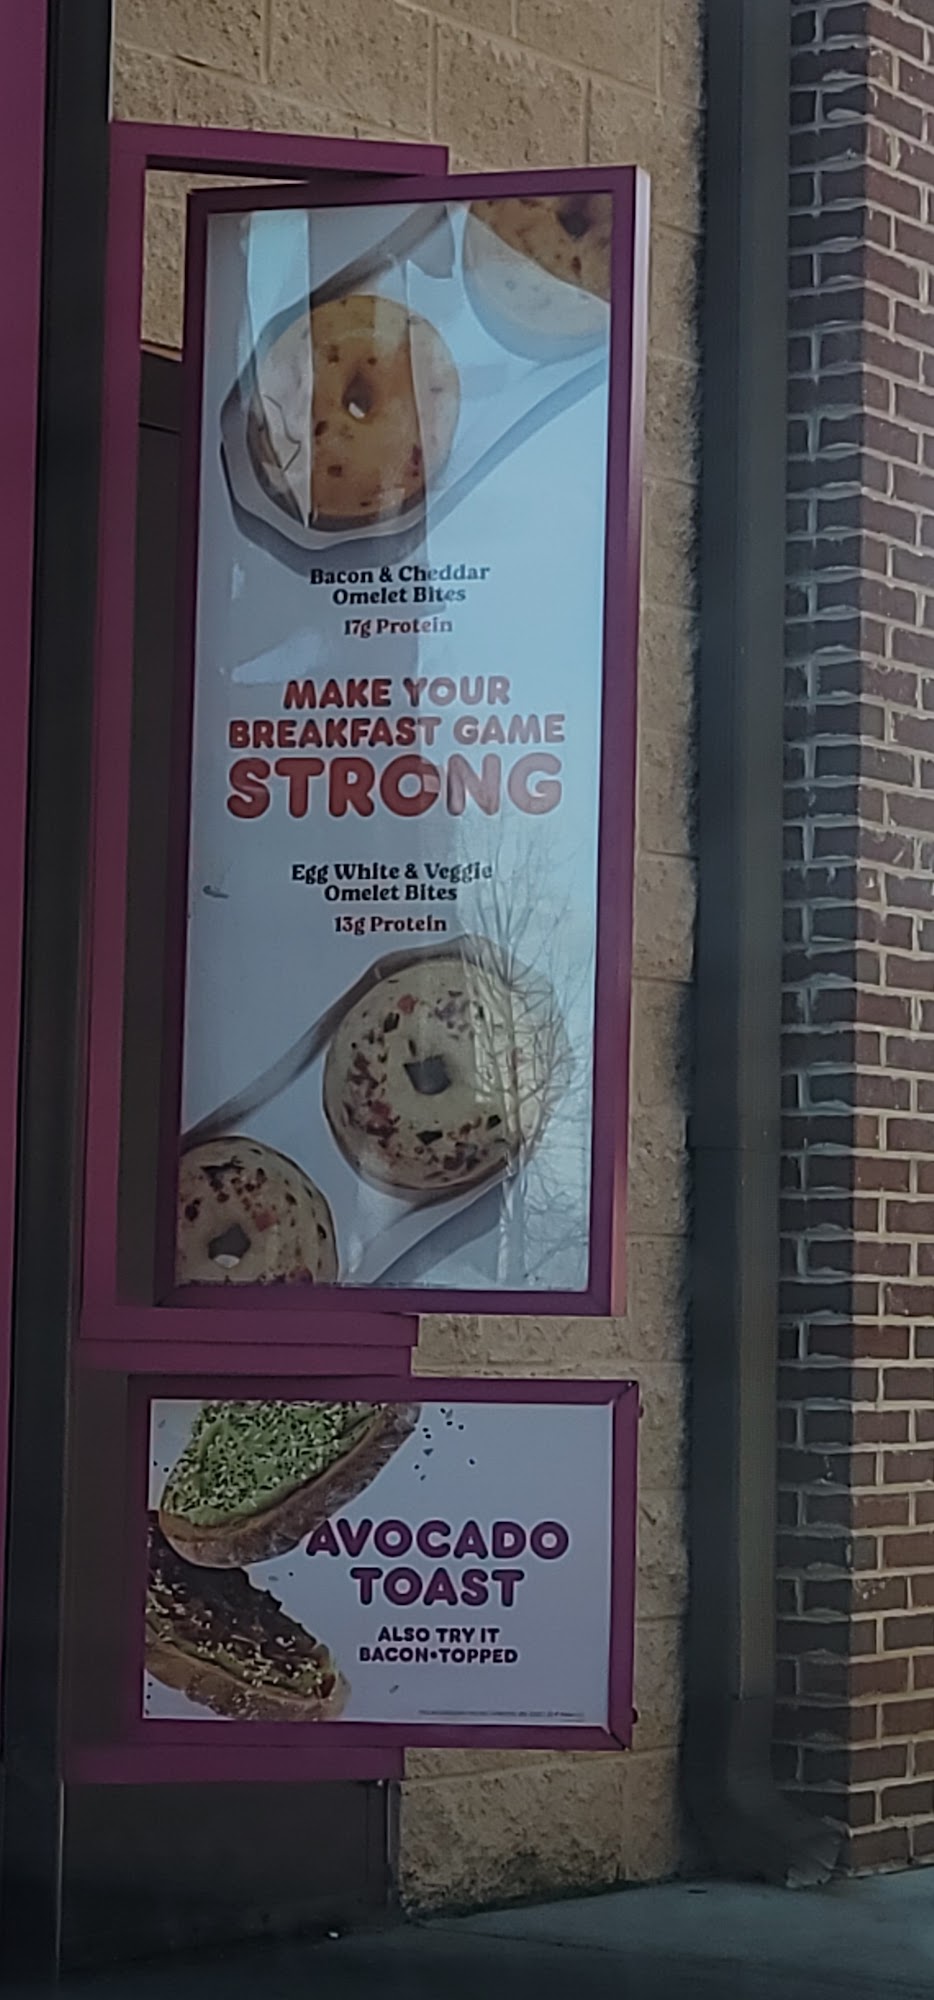 Bacon & Cheddar
Omelet Bites
17g Protein
MAKE YOUR
BREAKFAST GAME
STRONG
Egg White & Veggie
Omelet Bites
13g Protein
AVOCADO
TOAST
ALSO TRY IT
BACON•TOPPED